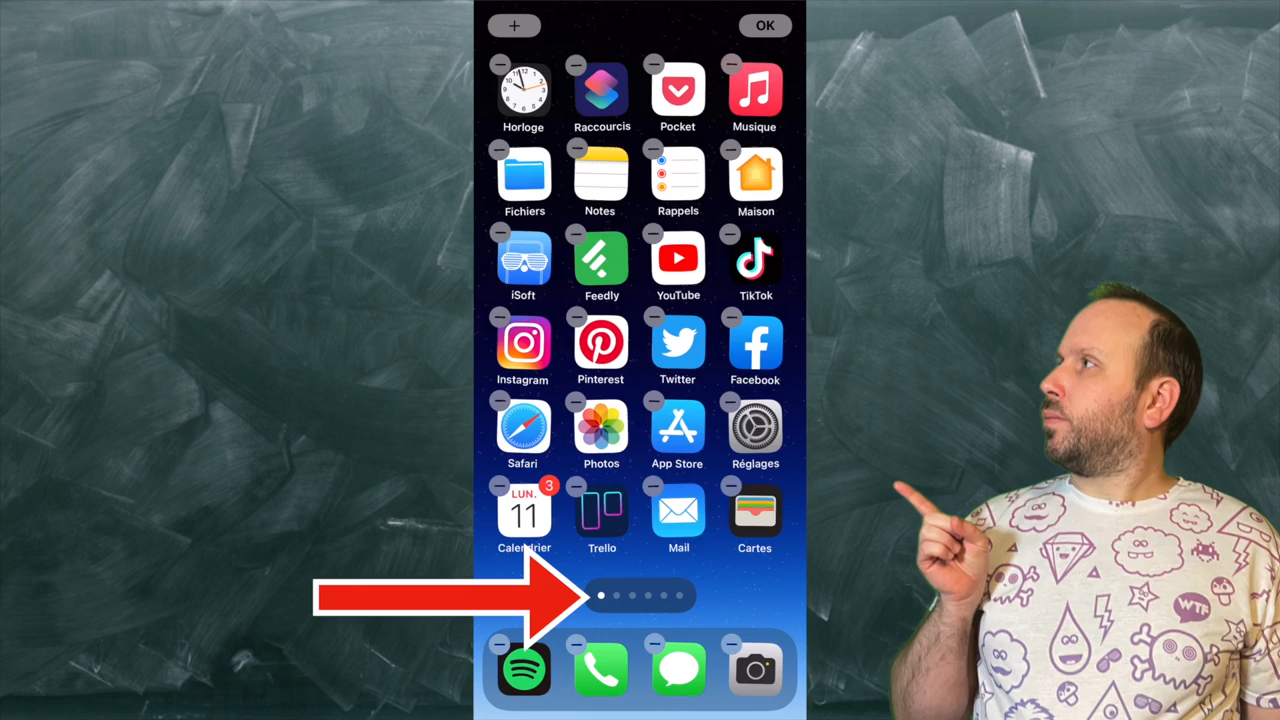 + OK
Horloge Raccourcis Pocket Musique
Fichiers Notes Rappels Maison
iSoft Feedly YouTube TikTok
Instagram Pinterest Twitter Facebook
Safari Photos App Store Réglages
3
LUN.
11
Calendrier Trello Mail Cartes
WTF